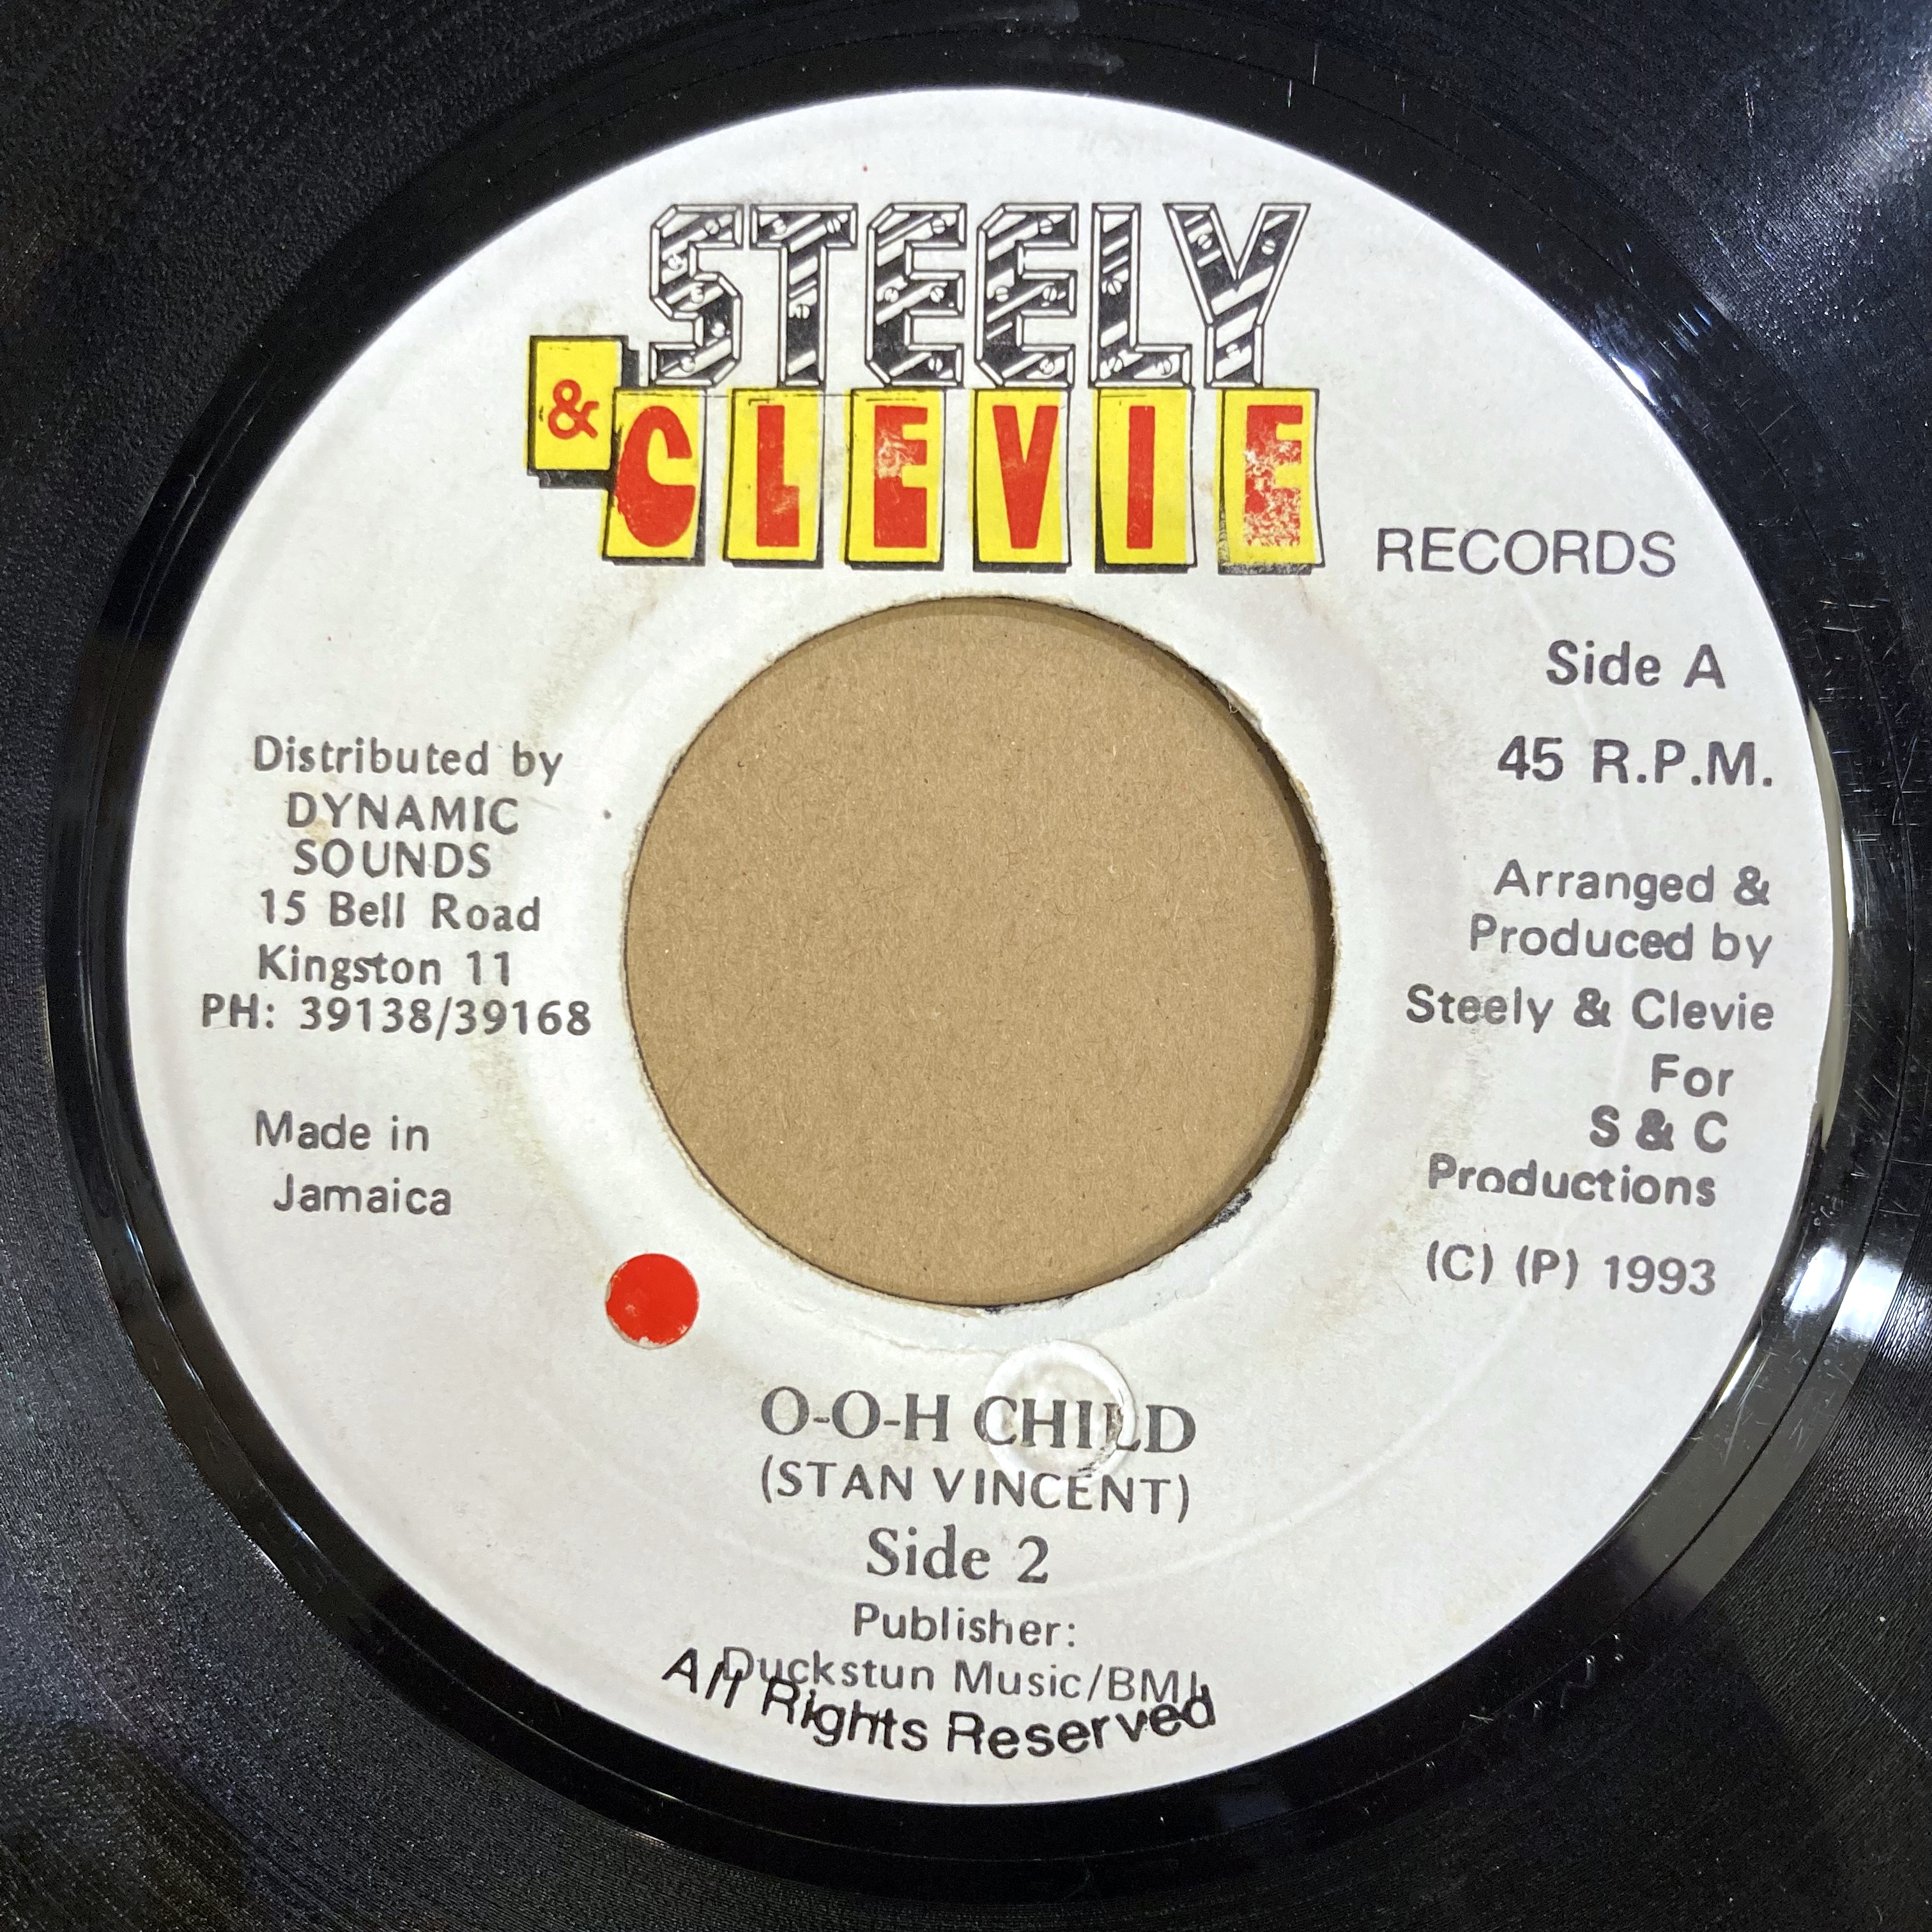 STEELY
& CLEVIE
RECORDS
Side A
45 R.P.M.
Distributed by
DYNAMIC
SOUNDS
15 Bell Road
Kingston 11
PH: 39138/39168
Made in
Jamaica
Arranged &
Produced by
Steely & Clevie
For
S & C
Productions
(C) (P) 1993
O-O-H CHILD
(STAN VINCENT)
Side 2
Publisher:
Duckstun Music/BMI
All Rights Reserved